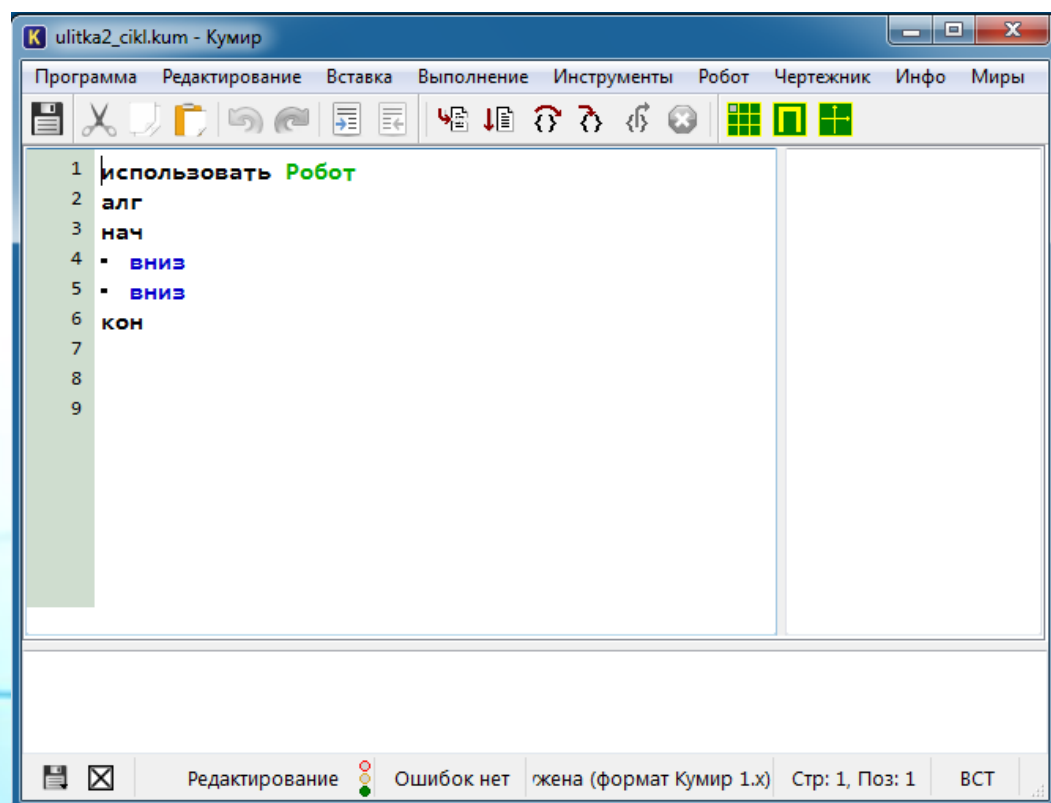 ulitka2_cikl.kum - Кумир
Программа Редактирование Вставка Выполнение Инструменты Робот Чертежник Инфо Миры
1 использовать Робот
2 алг
3 нач
4 ▪ вниз
5 ▪ вниз
6 кон
7
8
9
Редактирование Ошибок нет жена (формат Кумир 1.x) Стр: 1, Поз: 1 ВСТ